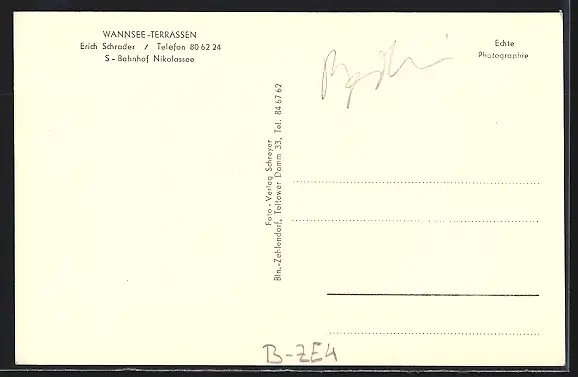 WANNSEE-TERRASSEN
Erich Schrader / Telefon 80 62 24
S-Bahnhof Nikolassee
Echte
Photographie
Foto-Verlag Schreyer
Bln.-Zehlendorf, Teltower Damm 33, Tel. 84 67 62
B-ZE4